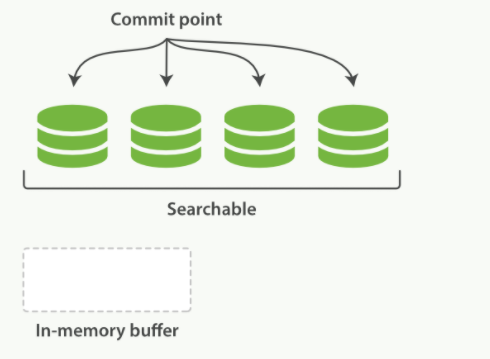 Commit point
Searchable
In-memory buffer